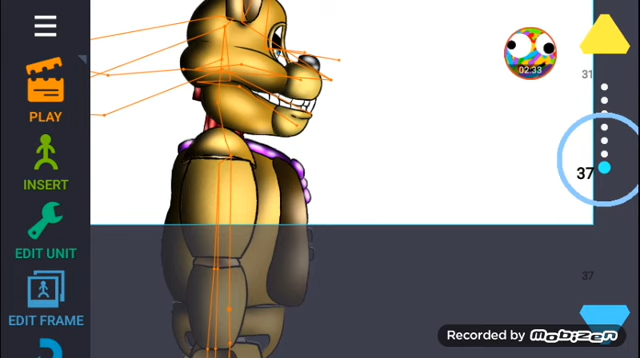 PLAY
INSERT
EDIT UNIT
EDIT FRAME
02:33
31
37
37
Recorded by mobizen